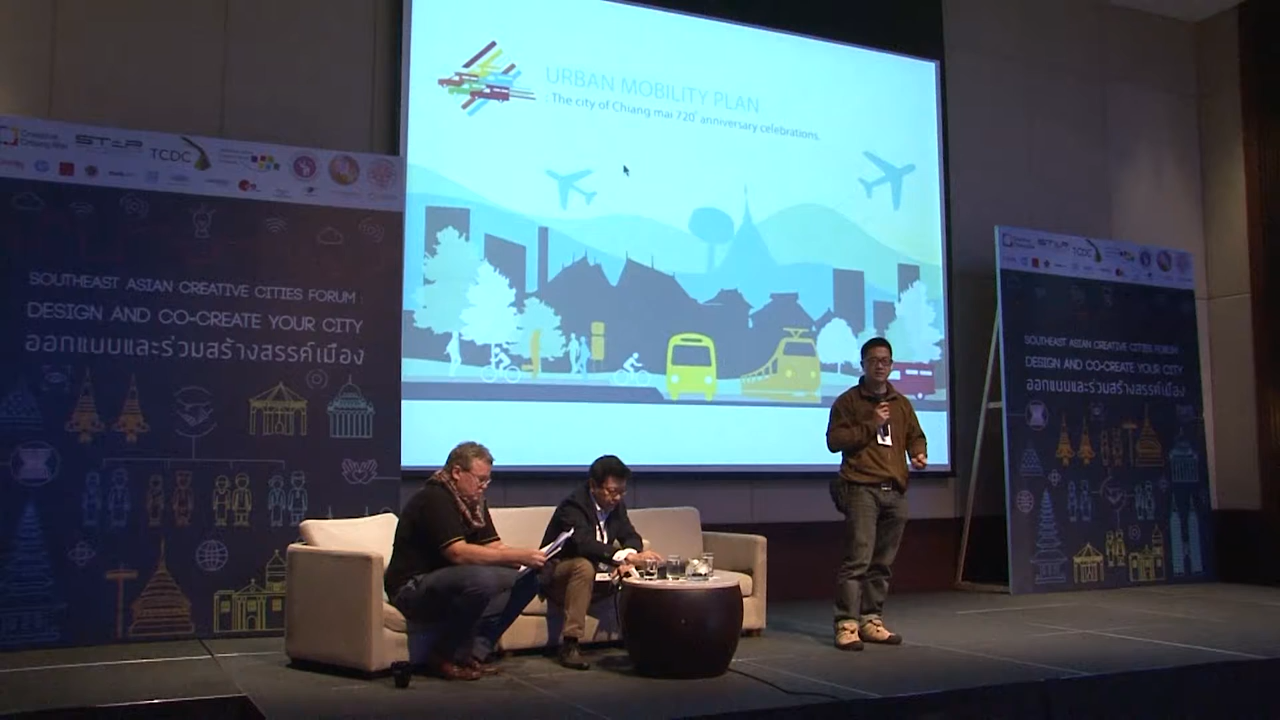 URBAN MOBILITY PLAN
: The city of Chiang mai 720" anniversary celebrations.
Creative
Chiang Mai
TCDC
SOUTHEAST ASIAN CREATIVE CITIES FORUM :
DESIGN AND CO-CREATE YOUR CITY
ออกแบบและร่วมสร้างสรรค์เมือง
TCDC
SOUTHEAST ASIAN CREATIVE CITIES FORUM :
DESIGN AND CO-CREATE YOUR CITY
ออกแบบและร่วมสร้างสรรค์เมือง